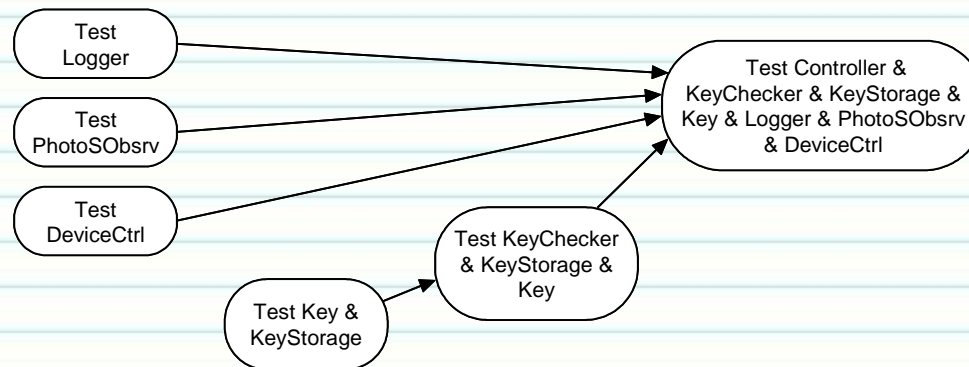 Test
Logger
Test
PhotoSObsrv
Test
DeviceCtrl
Test Key &
KeyStorage
Test KeyChecker
& KeyStorage &
Key
Test Controller &
KeyChecker & KeyStorage &
Key & Logger & PhotoSObsrv
& DeviceCtrl